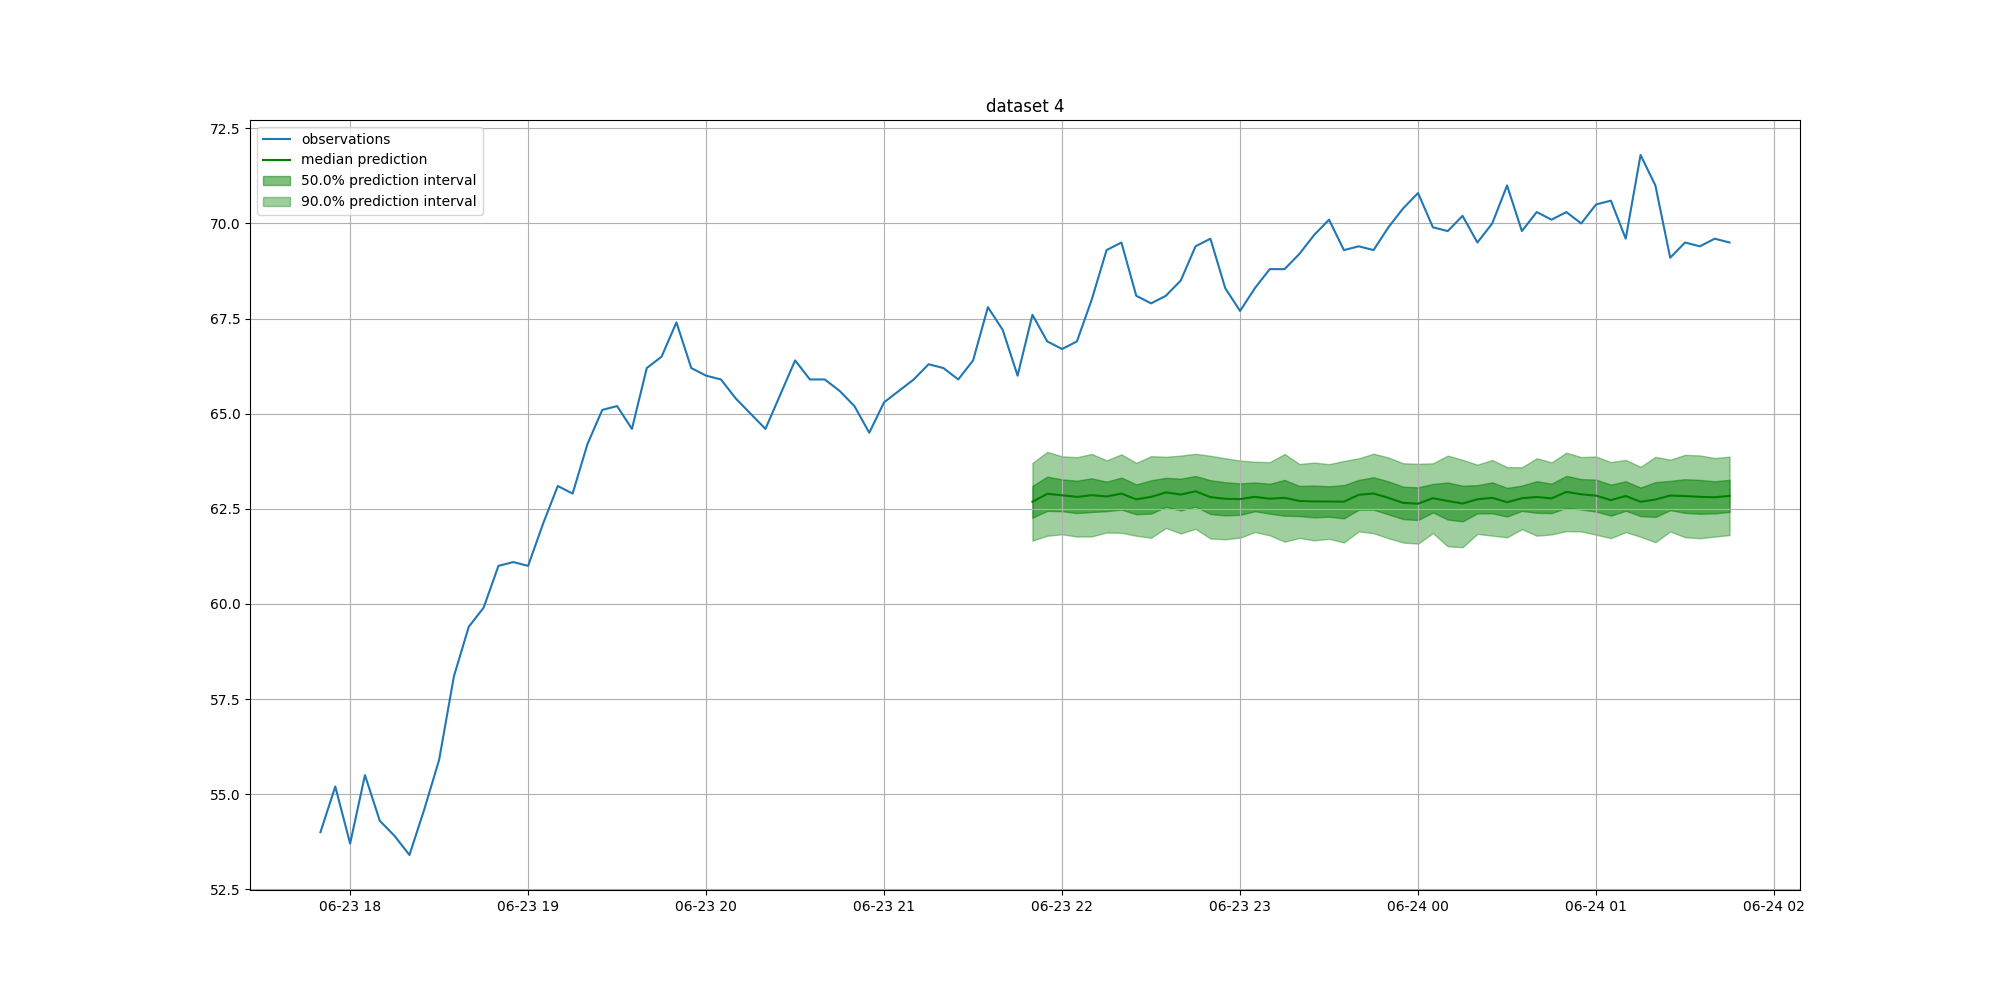 dataset 4
observations
median prediction
50.0% prediction interval
90.0% prediction interval
72.5
70.0
67.5
65.0
62.5
60.0
57.5
55.0
52.5
06-23 18 06-23 19 06-23 20 06-23 21 06-23 22 06-23 23 06-24 00 06-24 01 06-24 02